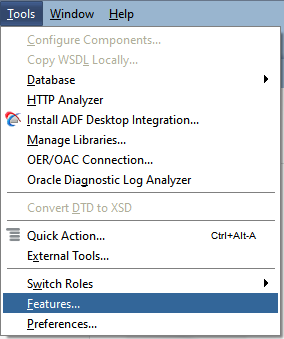 Tools Window Help
Configure Components...
Copy WSDL Locally...
Database
HTTP Analyzer
Install ADF Desktop Integration...
Manage Libraries...
OER/OAC Connection...
Oracle Diagnostic Log Analyzer
Convert DTD to XSD
Quick Action... Ctrl+Alt-A
External Tools...
Switch Roles
Features...
Preferences...